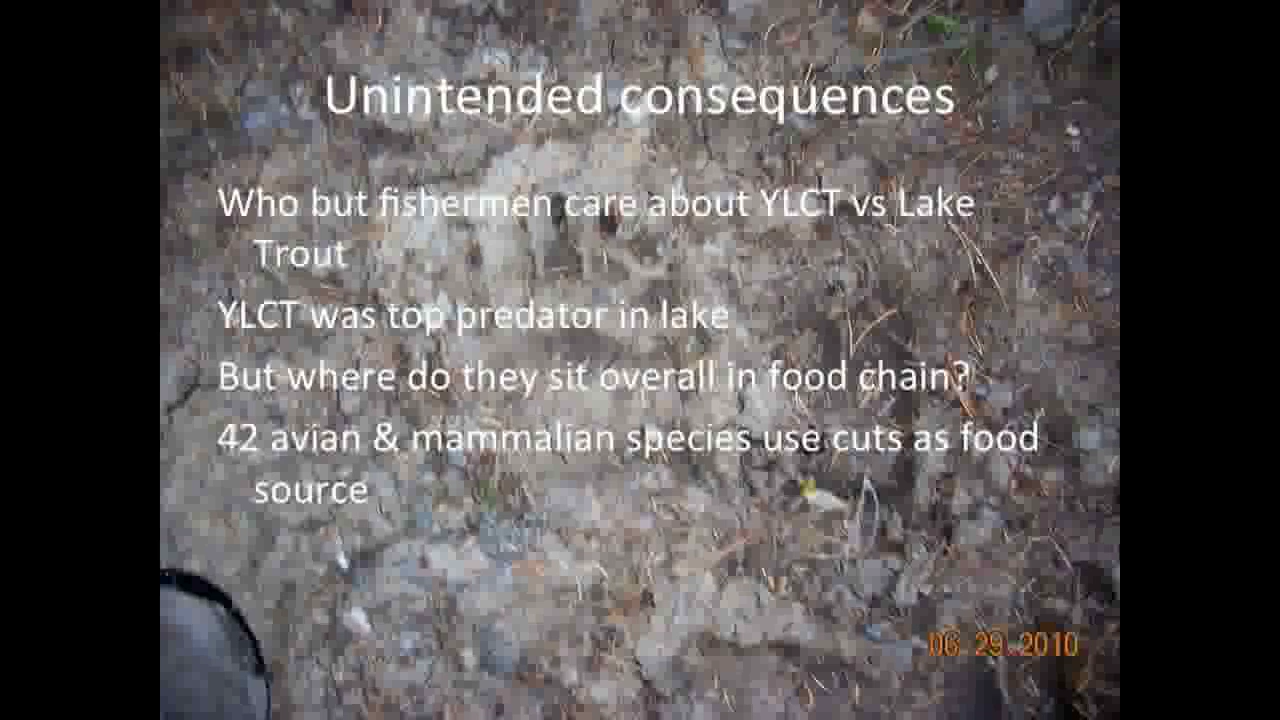 Unintended consequences
Who but fishermen care about YLCT vs Lake
Trout
YLCT was top predator in lake
But where do they sit overall in food chain?
42 avian & mammalian species use cuts as food
source
06.29.2010